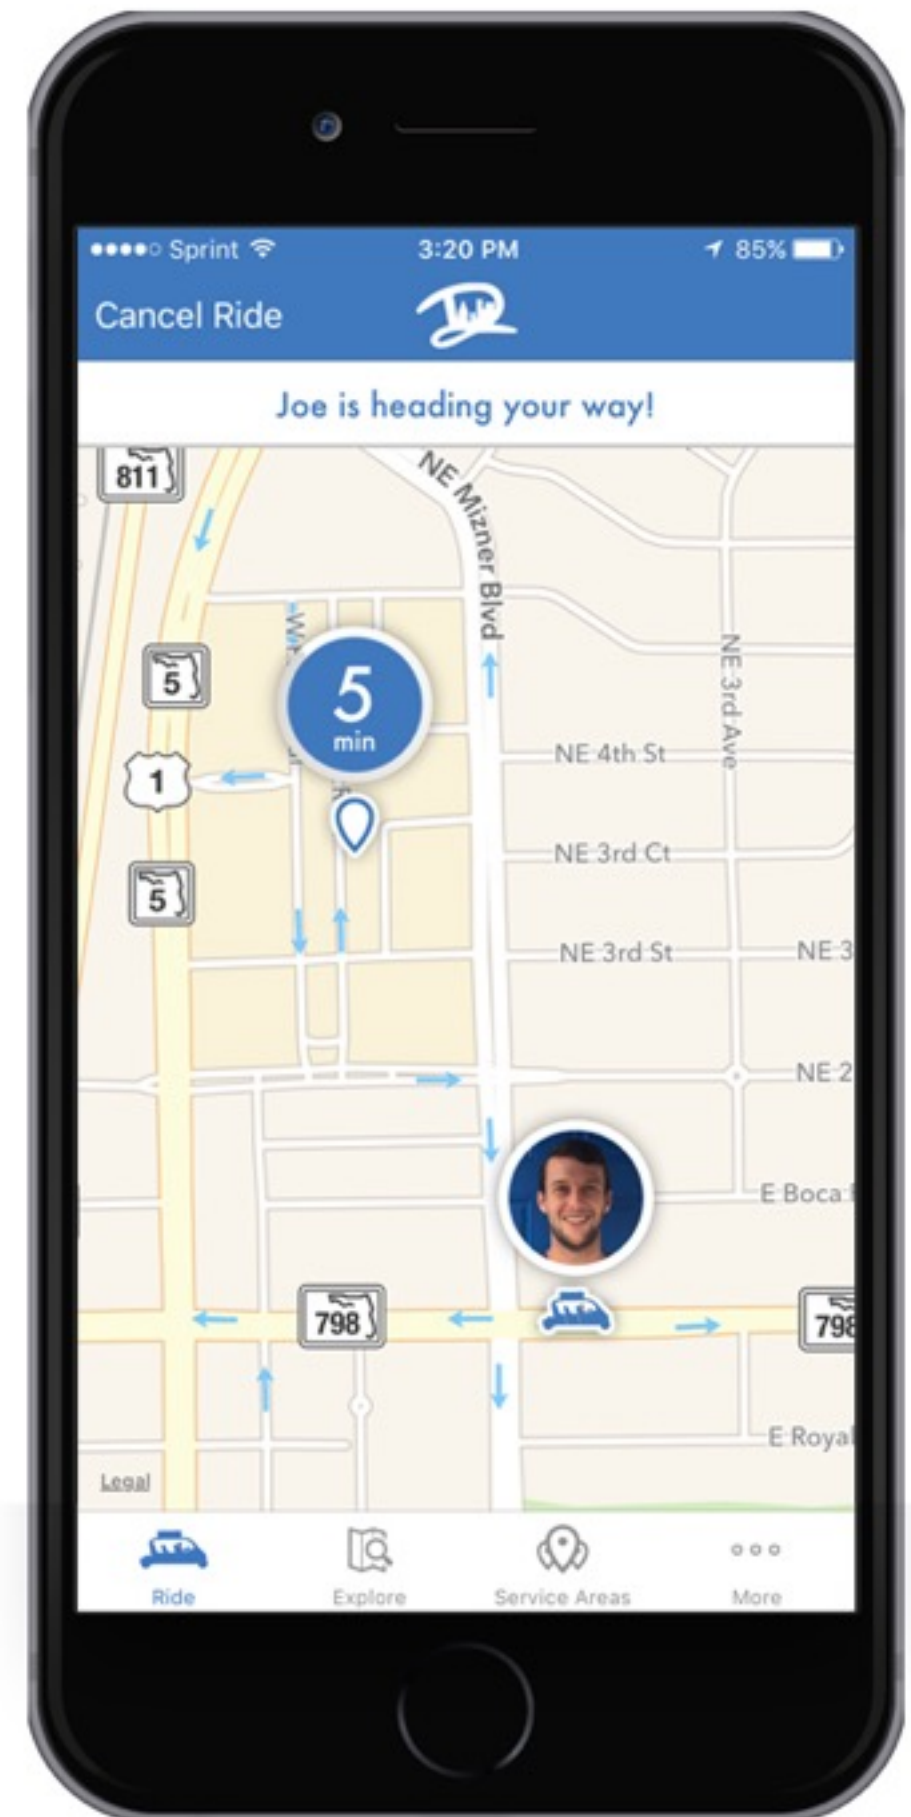 Sprint 3:20 PM 85%
Cancel Ride
Joe is heading your way!
811
NE Mizner Blvd
5
5
min
NE 3rd Ave
NE 4th St
1
NE 3rd Ct
5
NE 3rd St
NE 3
NE 2
E Boca
798
798
E Royal
Legal
Ride Explore Service Areas More